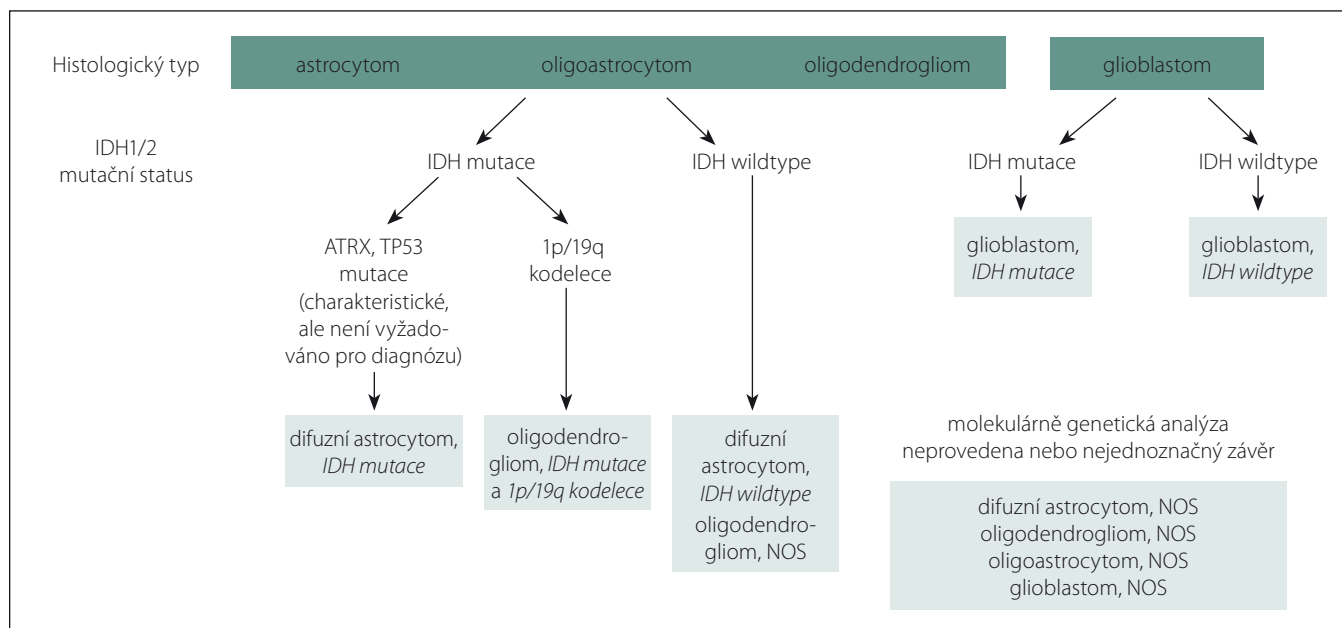 Histologický typ
astrocytom
oligoastrocytom
oligodendrogliom
glioblastom
IDH1/2
mutační status
IDH mutace
IDH wildtype
IDH mutace
IDH wildtype
ATRX, TP53
mutace
(charakteristické,
ale není vyžado-
váno pro diagnózu)
1p/19q
kodelece
glioblastom,
IDH mutace
glioblastom,
IDH wildtype
difuzní astrocytom,
IDH mutace
oligodendro-
gliom, IDH mutace
a 1p/19q kodelece
difuzní
astrocytom,
IDH wildtype
oligodendro-
gliom, NOS
molekulárně genetická analýza
neprovedena nebo nejednoznačný závěr
difuzní astrocytom, NOS
oligodendrogliom, NOS
oligoastrocytom, NOS
glioblastom, NOS